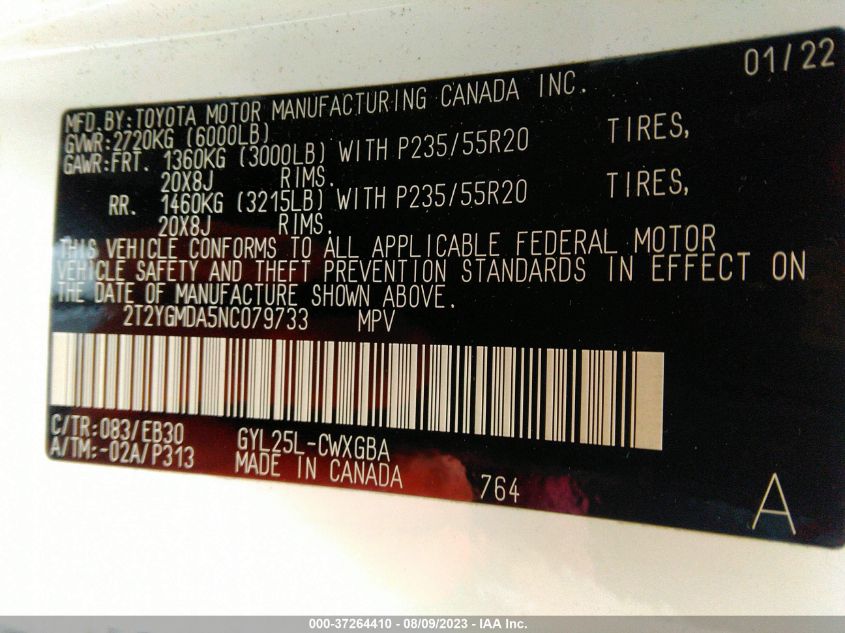 01/22
MFD.BY:TOYOTA MOTOR MANUFACTURING CANADA INC.
GVWR:2720KG (6000LB)
GAWR:FRT. 1360KG (3000LB) WITH P235/55R20 TIRES,
20X8J RIMS.
RR. 1460KG (3215LB) WITH P235/55R20 TIRES,
20X8J RIMS.
THIS VEHICLE CONFORMS TO ALL APPLICABLE FEDERAL MOTOR
VEHICLE SAFETY AND THEFT PREVENTION STANDARDS IN EFFECT ON
THE DATE OF MANUFACTURE SHOWN ABOVE.
2T2YGMDA5NC079733 MPV
C/TR:083/EB30 GYL25L-CWXGBA
A/TM:-02A/P313 MADE IN CANADA 764
A
000-37264410 - 08/09/2023 - IAA Inc.